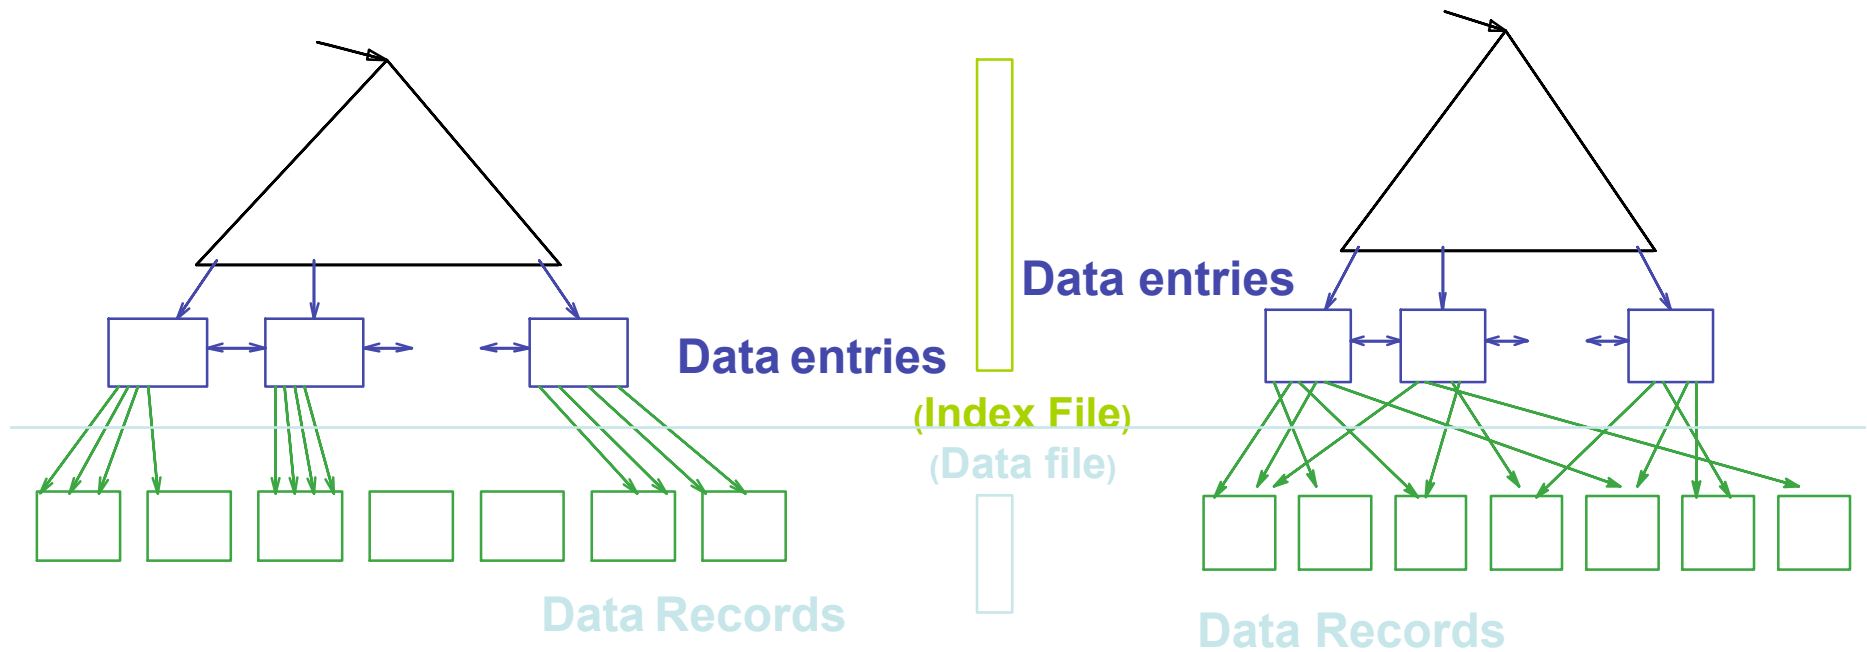 Data entries
Data entries
(Index File)
(Data file)
Data Records
Data Records